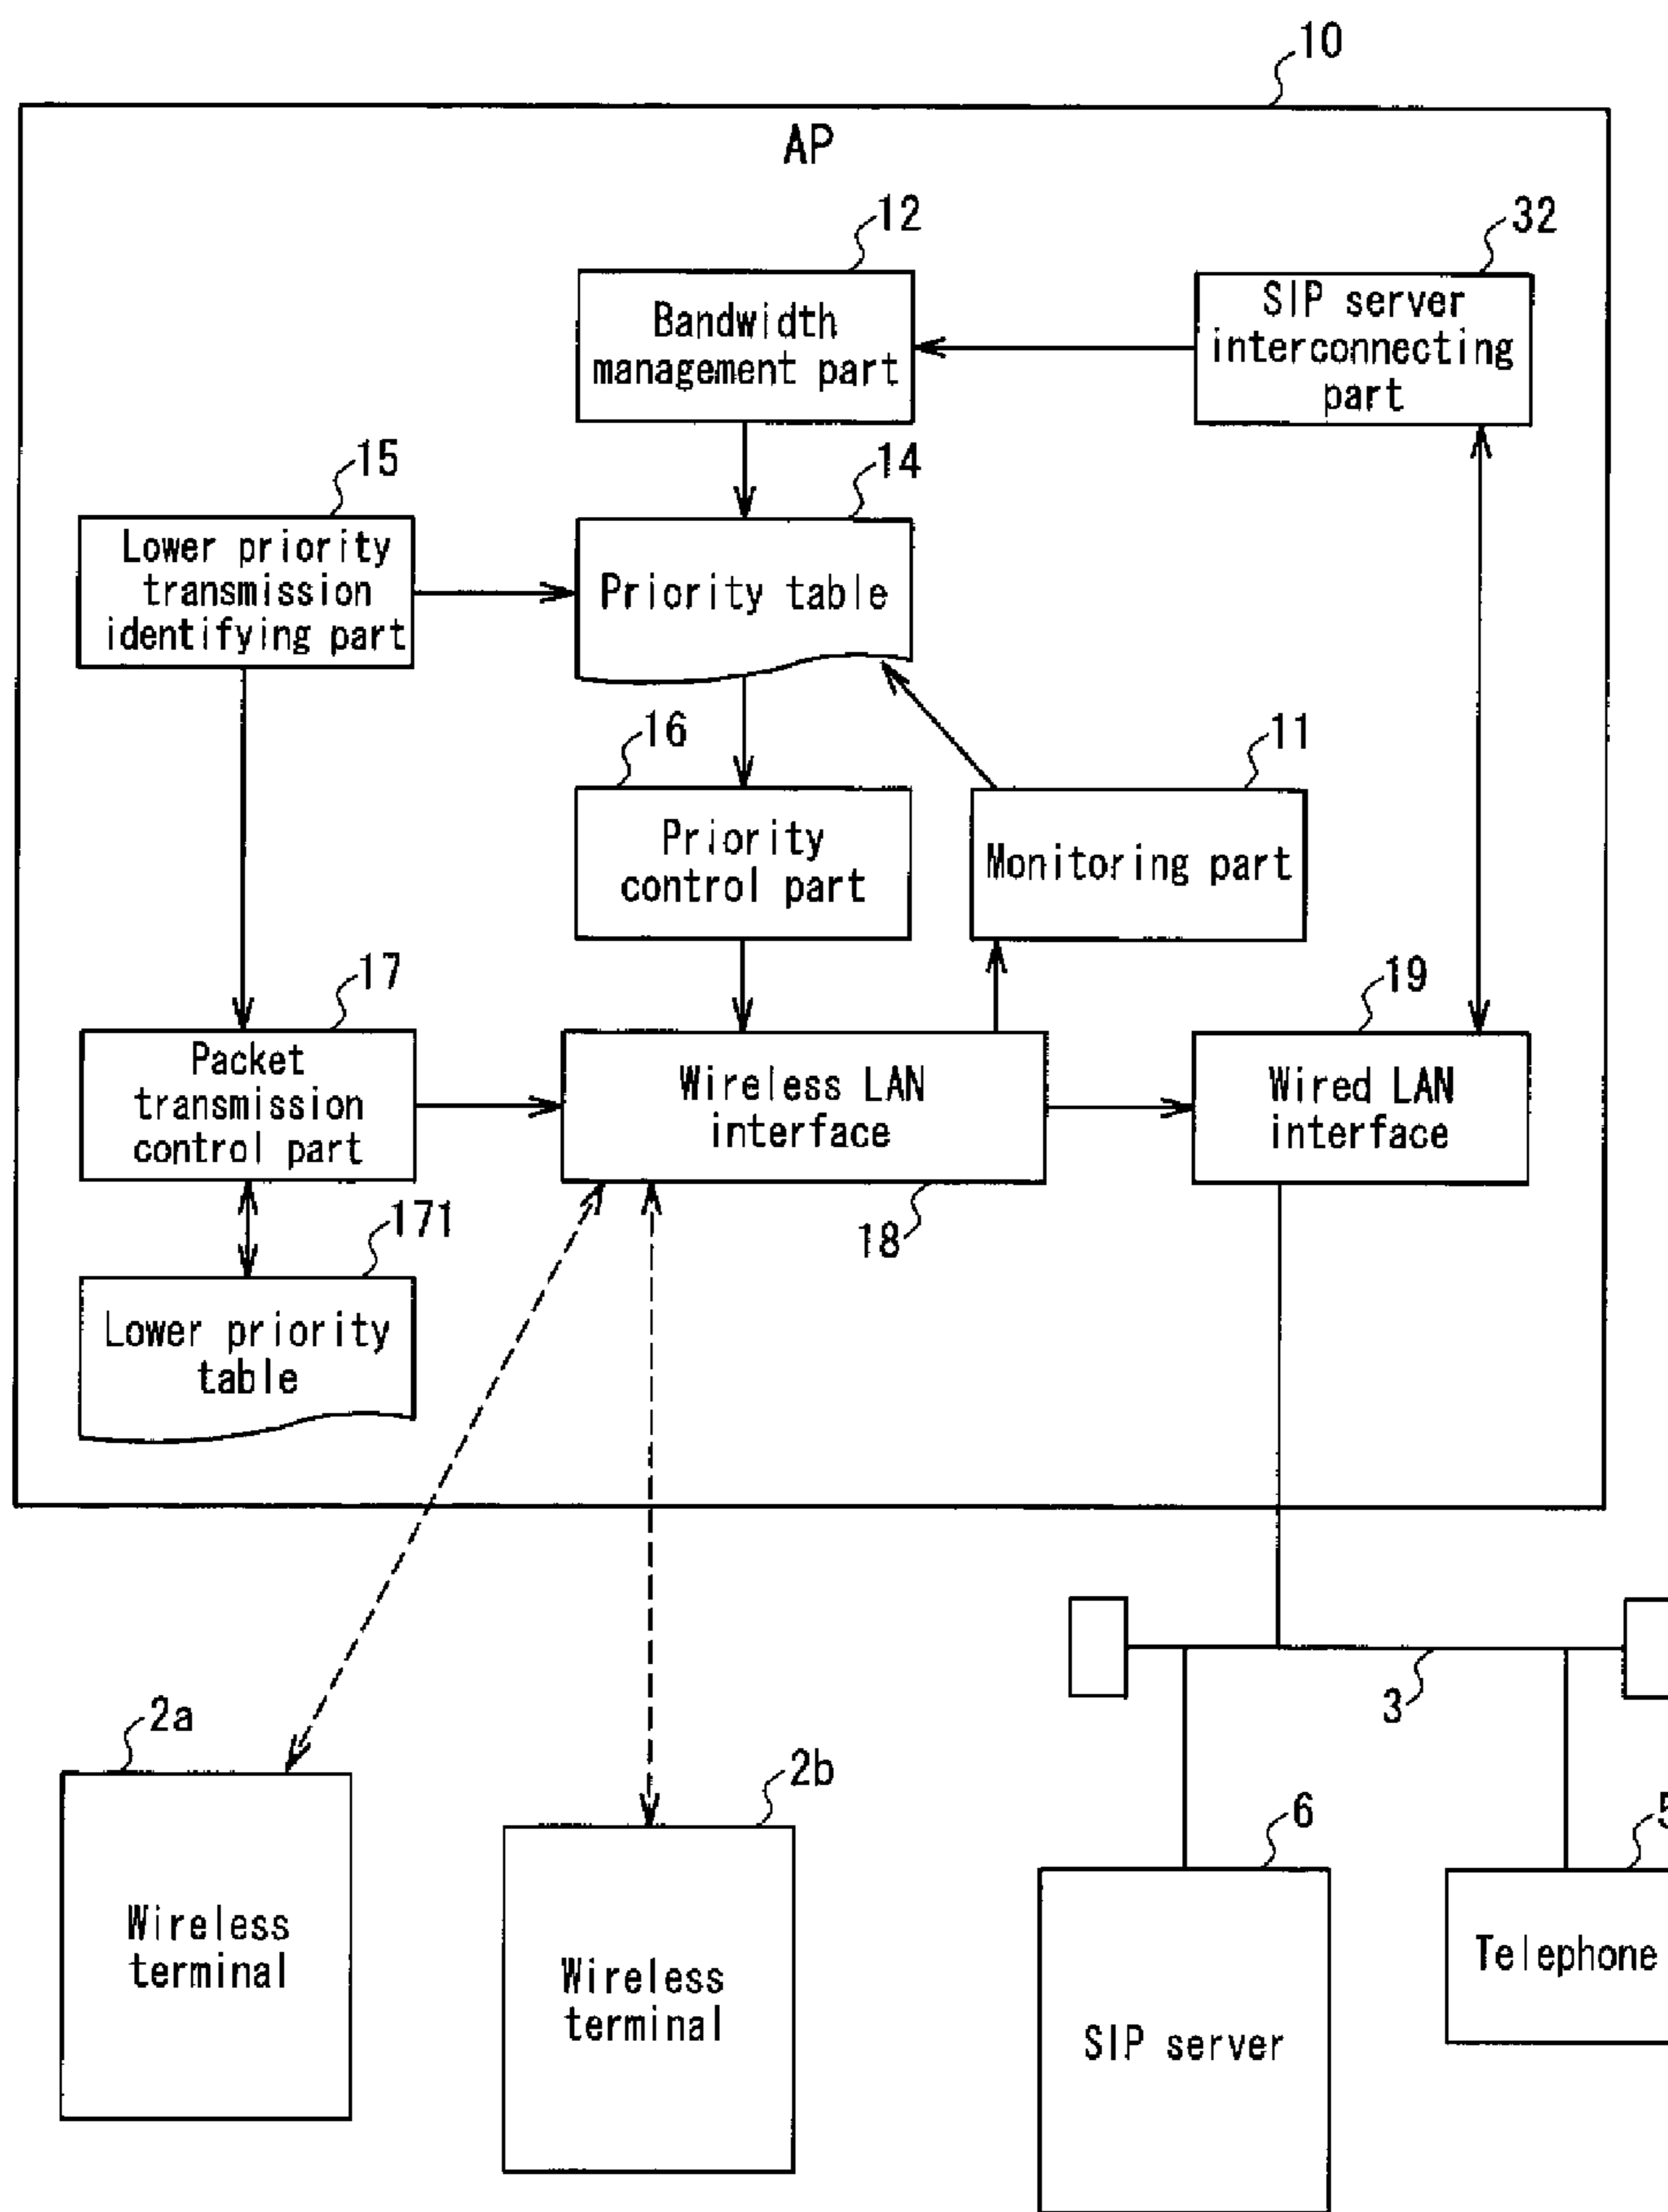 10
AP
12
32
Bandwidth
management part
SIP server
interconnecting
part
15
14
Lower priority
transmission
identifying part
Priority table
16
11
Priority
control part
Monitoring part
17
19
Packet
transmission
control part
Wireless LAN
interface
Wired LAN
interface
171
18
Lower priority
table
3
2a
2b
6
5
Wireless
terminal
Wireless
terminal
SIP server
Telephone